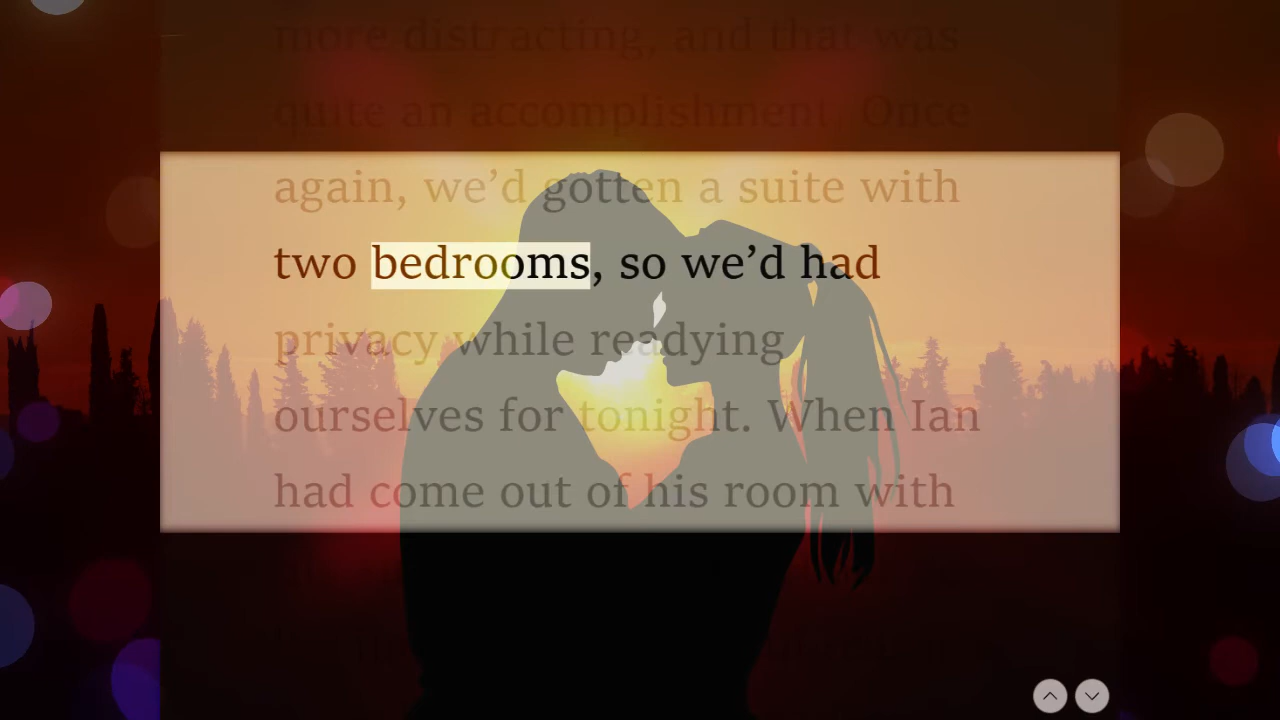 more distracting, and that was
quite an accomplishment. Once
again, we’d gotten a suite with
two bedrooms, so we’d had
privacy while readying
ourselves for tonight. When Ian
had come out of his room with